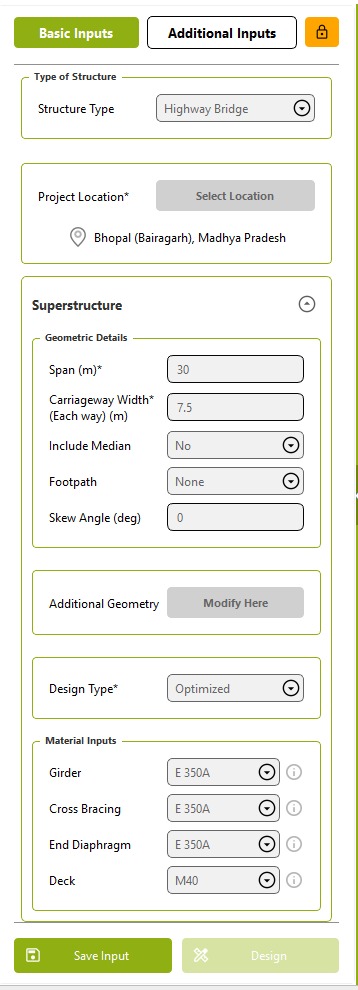 Basic Inputs
Additional Inputs
Type of Structure
Structure Type
Highway Bridge
Project Location*
Select Location
Bhopal (Bairagarh), Madhya Pradesh
Superstructure
Geometric Details
Span (m)*
30
Carriageway Width*
(Each way) (m)
7.5
Include Median
No
Footpath
None
Skew Angle (deg)
0
Additional Geometry
Modify Here
Design Type*
Optimized
Material Inputs
Girder
E 350A
Cross Bracing
E 350A
End Diaphragm
E 350A
Deck
M40
Save Input
Design